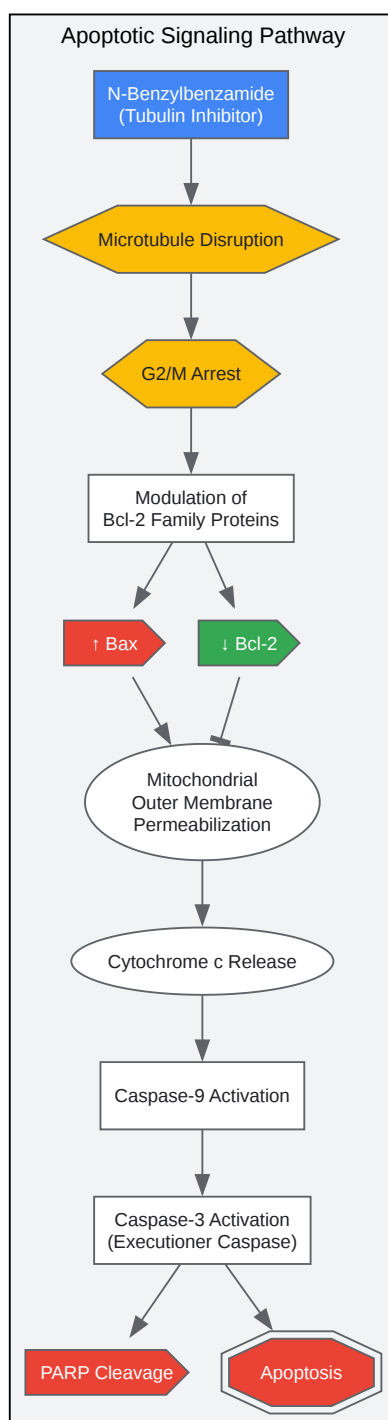 Apoptotic Signaling Pathway
N-Benzylbenzamide
(Tubulin Inhibitor)
Microtubule Disruption
G2/M Arrest
Modulation of
Bcl-2 Family Proteins
↑ Bax
↓ Bcl-2
Mitochondrial
Outer Membrane
Permeabilization
Cytochrome c Release
Caspase-9 Activation
Caspase-3 Activation
(Executioner Caspase)
PARP Cleavage
Apoptosis